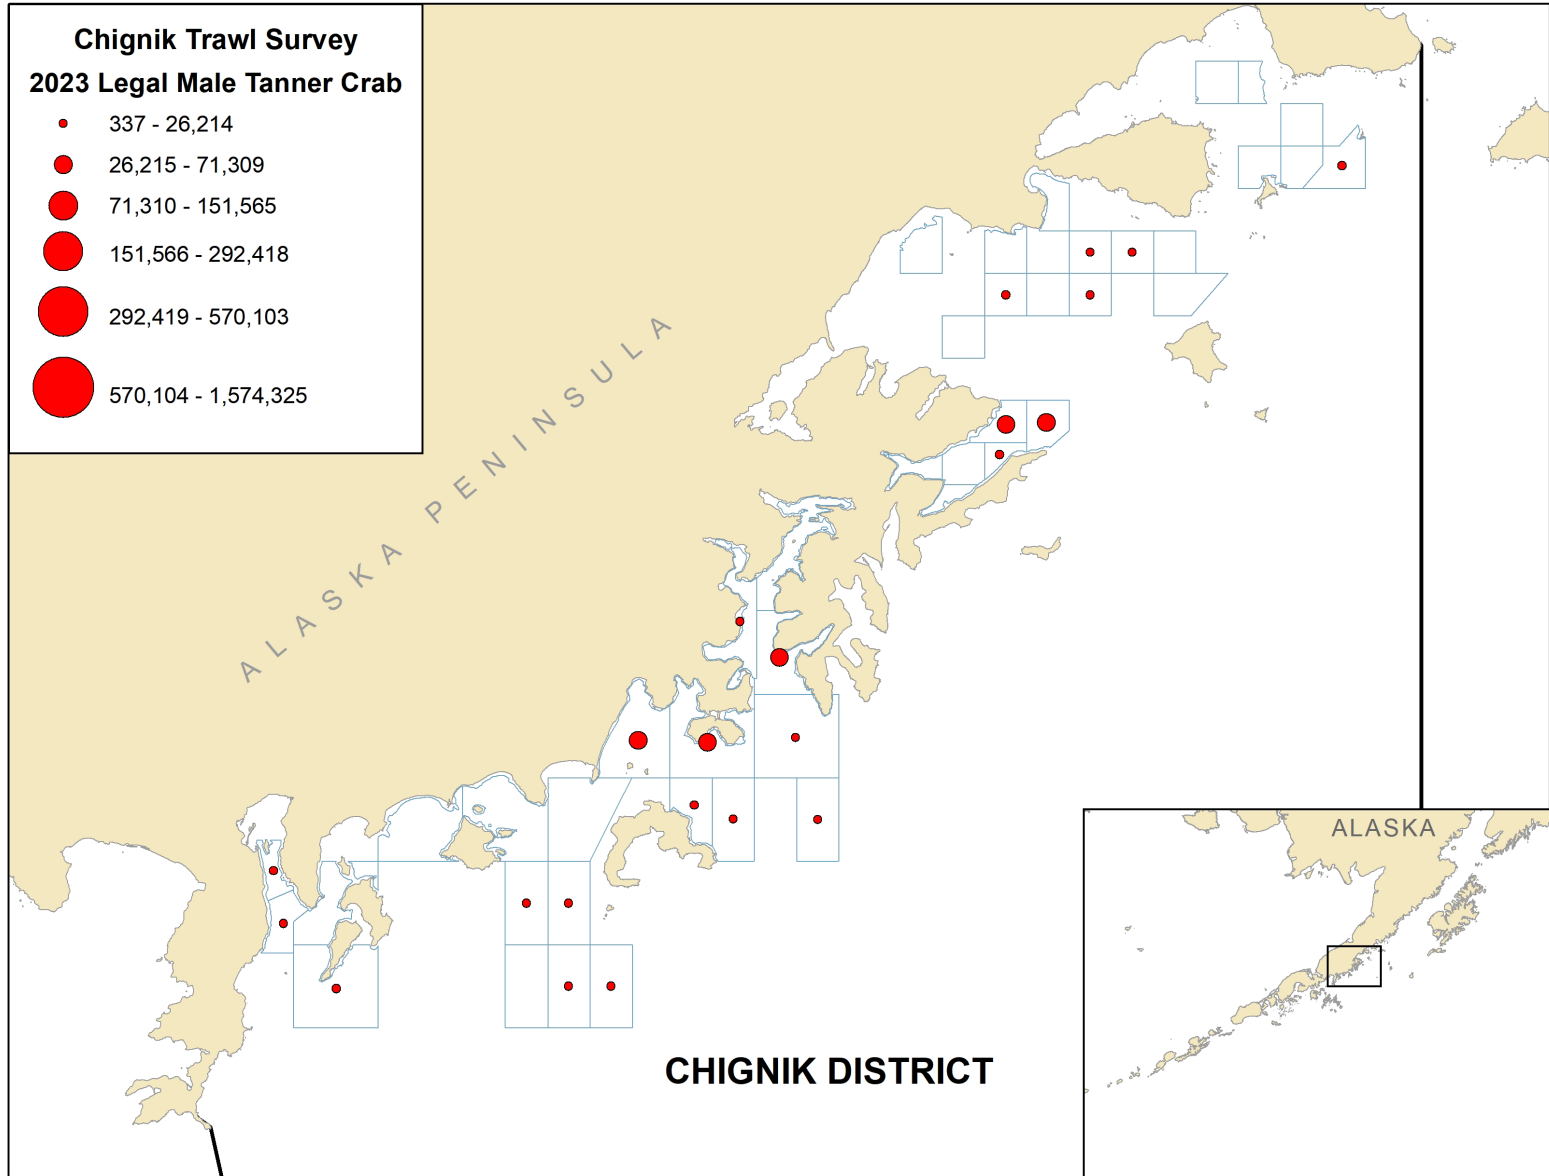 Chignik Trawl Survey
2023 Legal Male Tanner Crab
337 - 26,214
26,215 - 71,309
71,310 - 151,565
151,566 - 292,418
292,419 - 570,103
570,104 - 1,574,325
ALASKA PENINSULA
ALASKA
CHIGNIK DISTRICT